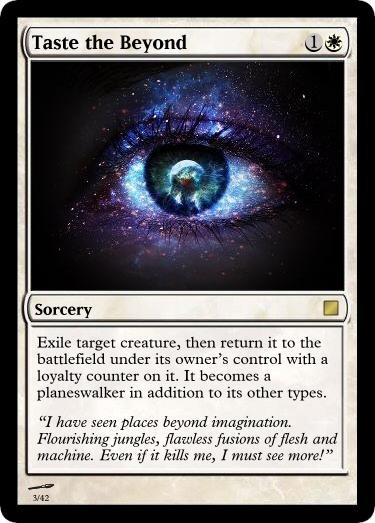 Taste the Beyond
1
Sorcery
Exile target creature, then return it to the
battlefield under its owner's control with a
loyalty counter on it. It becomes a
planeswalker in addition to its other types.
“I have seen places beyond imagination.
Flourishing jungles, flawless fusions of flesh and
machine. Even if it kills me, I must see more!”
3/42